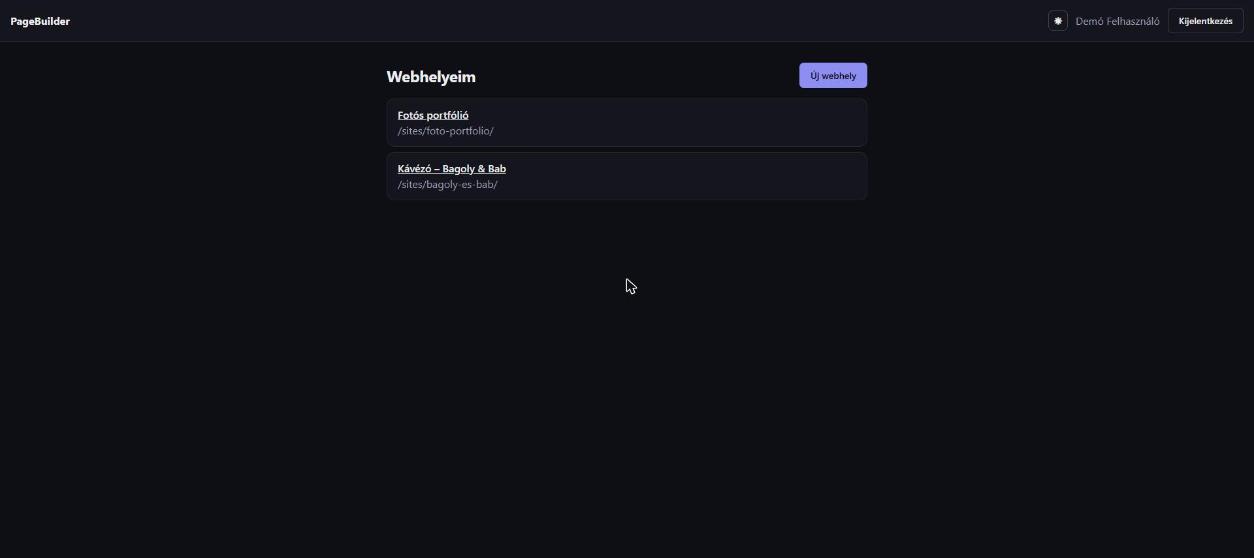 PageBuilder
Demó Felhasználó
Kijelentkezés
Webhelyeim
Új webhely
Fotós portfólió
/sites/foto-portfolio/
Kávézó – Bagoly & Bab
/sites/bagoly-es-bab/